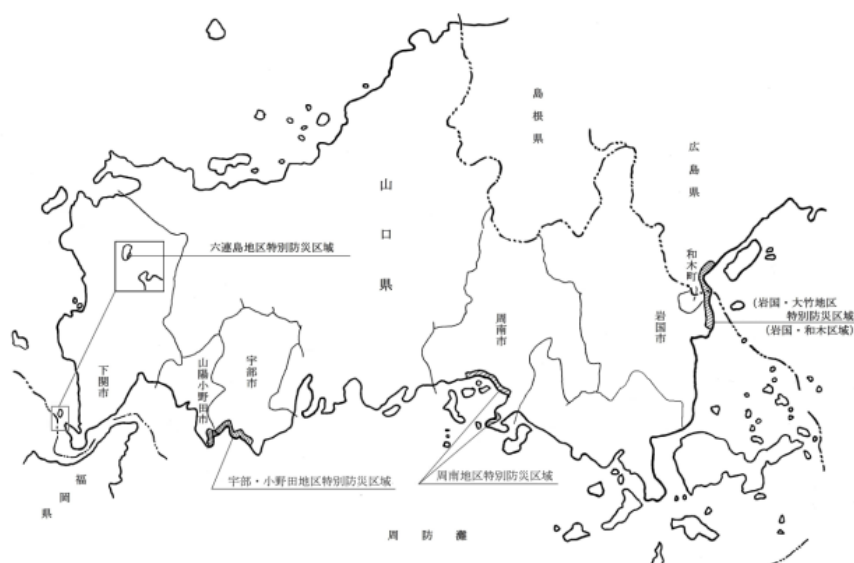 島根県
広島県
山口県
六連島地区特別防災区域
和木町
(岩国・大竹地区
特別防災区域
(岩国・和木区域)
周南市
岩国市
宇部市
山陽小野田市
下関市
宇部・小野田地区特別防災区域
周南地区特別防災区域
福岡県
周防灘